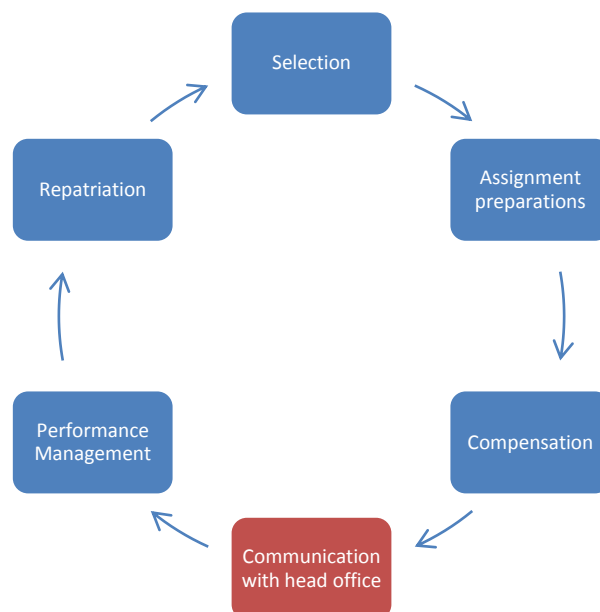 Selection
Assignment
preparations
Compensation
Communication
with head office
Performance
Management
Repatriation